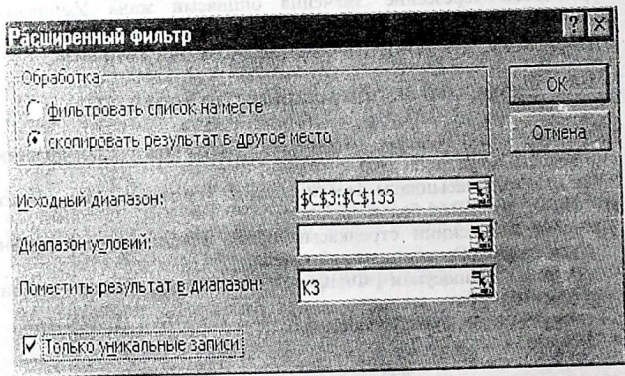 Расширенный фильтр
Обработка
фильтровать список на месте
скопировать результат в другое место
OK
Отмена
Исходный диапазон:
$C$3:$C$133
Диапазон условий:
Поместить результат в диапазон:
K3
Только уникальные записи